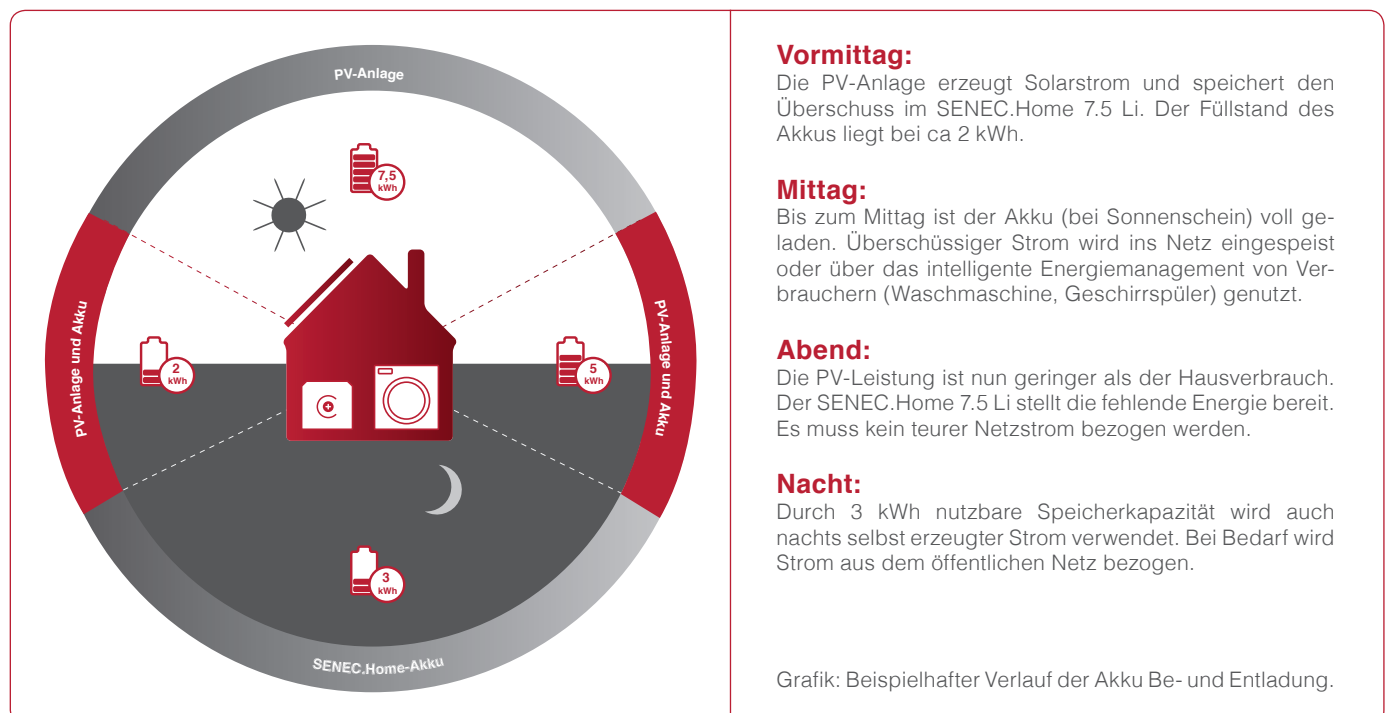 PV-Anlage
7,5
kWh
PV-Anlage und Akku
2
kWh
5
kWh
PV-Anlage und Akku
3
kWh
SENEC.Home-Akku
Vormittag:
Die PV-Anlage erzeugt Solarstrom und speichert den
Überschuss im SENEC.Home 7.5 Li. Der Füllstand des
Akkus liegt bei ca 2 kWh.
Mittag:
Bis zum Mittag ist der Akku (bei Sonnenschein) voll ge-
laden. Überschüssiger Strom wird ins Netz eingespeist
oder über das intelligente Energiemanagement von Ver-
brauchern (Waschmaschine, Geschirrspüler) genutzt.
Abend:
Die PV-Leistung ist nun geringer als der Hausverbrauch.
Der SENEC.Home 7.5 Li stellt die fehlende Energie bereit.
Es muss kein teurer Netzstrom bezogen werden.
Nacht:
Durch 3 kWh nutzbare Speicherkapazität wird auch
nachts selbst erzeugter Strom verwendet. Bei Bedarf wird
Strom aus dem öffentlichen Netz bezogen.
Grafik: Beispielhafter Verlauf der Akku Be- und Entladung.